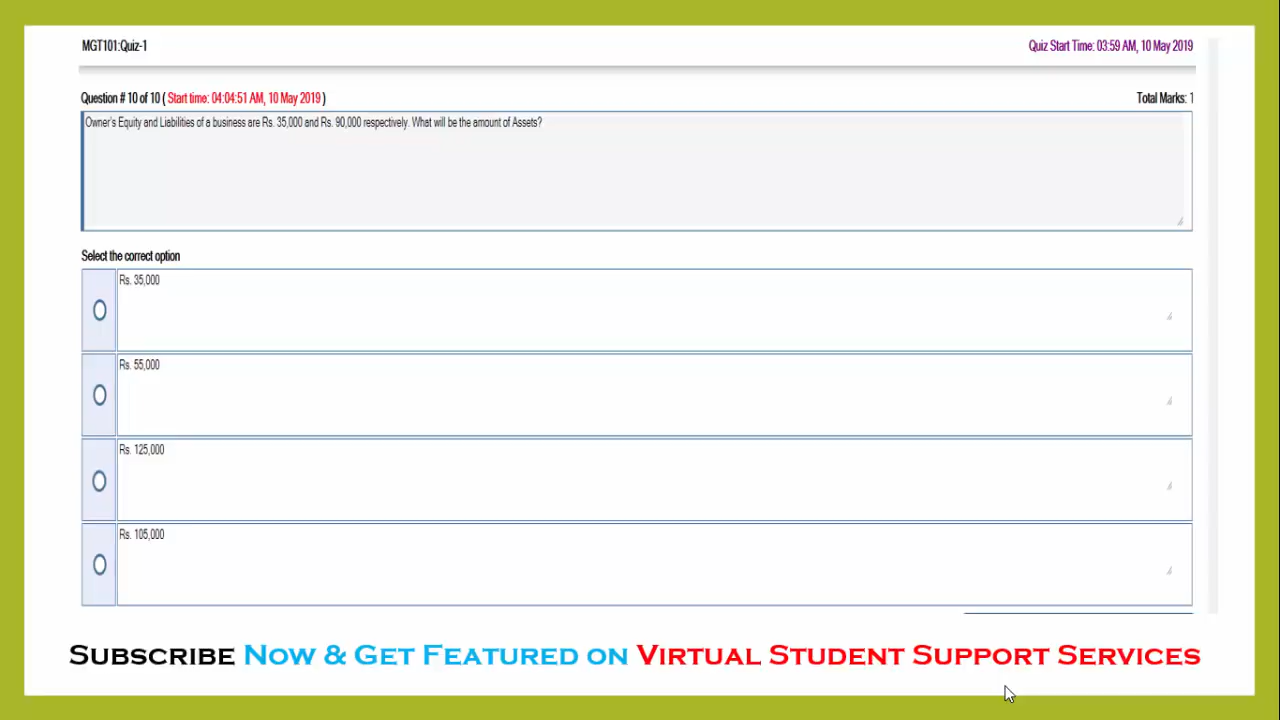 MGT101:Quiz-1
Quiz Start Time: 03:59 AM, 10 May 2019
Question # 10 of 10 ( Start time: 04:04:51 AM, 10 May 2019 )
Total Marks: 1
Owner's Equity and Liabilities of a business are Rs. 35,000 and Rs. 90,000 respectively. What will be the amount of Assets?
Select the correct option
Rs. 35,000
Rs. 55,000
Rs. 125,000
Rs. 105,000
Subscribe Now & Get Featured on Virtual Student Support Services